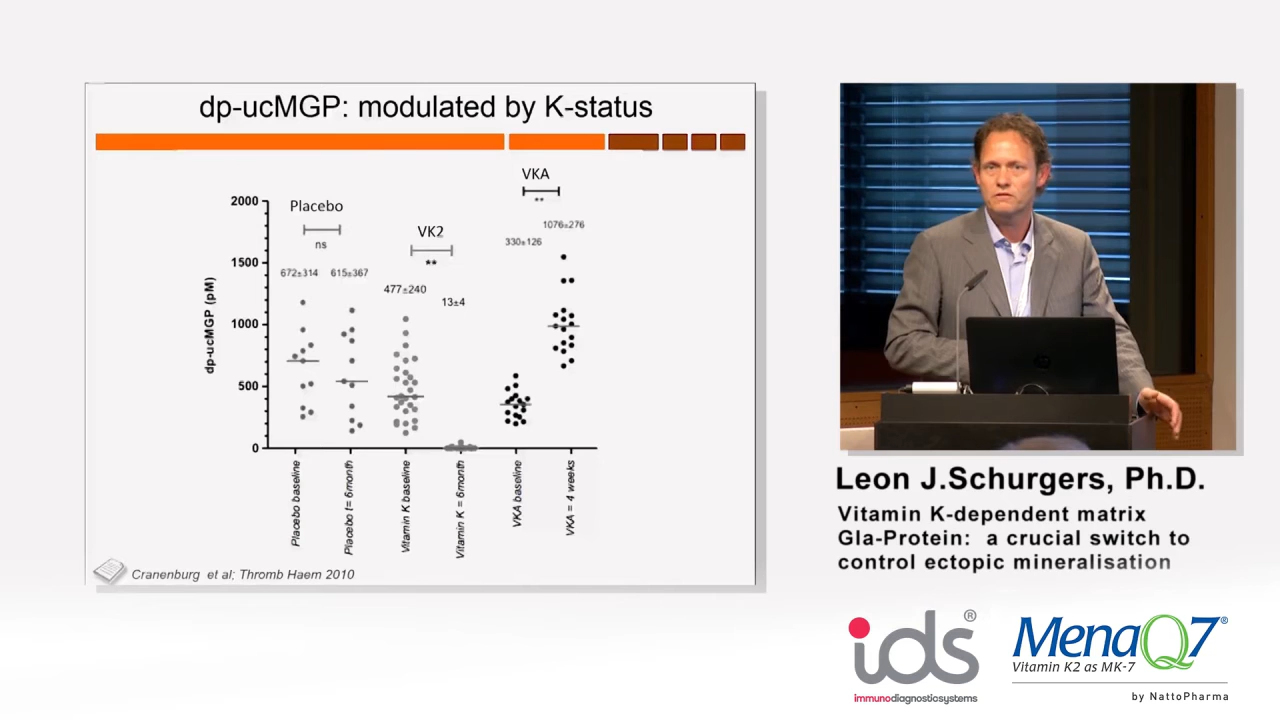 dp-ucMGP: modulated by K-status
VKA
**
Placebo
ns
VK2
**
2000
1500
1000
500
0
dp-ucMGP (pM)
672±314
615±367
477±240
13±4
330±126
1076±276
Placebo baseline
Placebo t= 6month
Vitamin K baseline
Vitamin K = 6month
VKA baseline
VKA = 4 weeks
Cranenburg et al; Thromb Haem 2010
Leon J.Schurgers, Ph.D.
Vitamin K-dependent matrix
Gla-Protein: a crucial switch to
control ectopic mineralisation
ids®
immunodiagnosticsystems
MenaQ7®
Vitamin K2 as MK-7
by NattoPharma